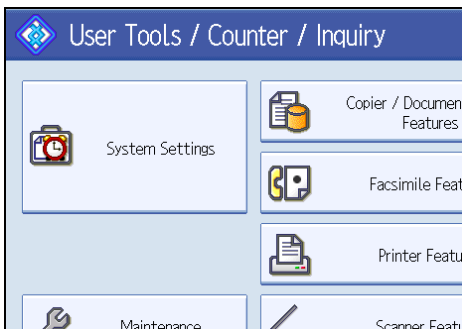 User Tools / Counter / Inquiry
System Settings
Copier / Documen
Features
Facsimile Feat
Printer Featu
Maintenance
Scanner Featu